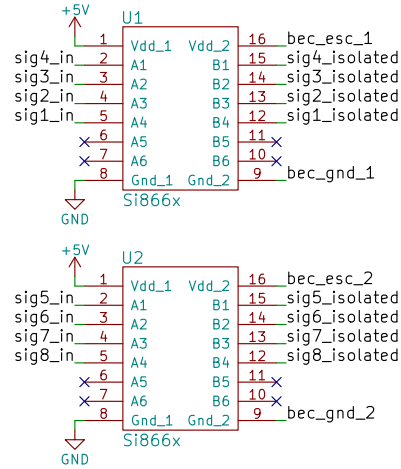 +5V
U1
1 Vdd_1 Vdd_2 16 bec_esc_1
sig4_in 2 A1 B1 15 sig4_isolated
sig3_in 3 A2 B2 14 sig3_isolated
sig2_in 4 A3 B3 13 sig2_isolated
sig1_in 5 A4 B4 12 sig1_isolated
6 A5 B5 11
7 A6 B6 10
8 Gnd_1 Gnd_2 9 bec_gnd_1
Si866x
GND
+5V
U2
1 Vdd_1 Vdd_2 16 bec_esc_2
sig5_in 2 A1 B1 15 sig5_isolated
sig6_in 3 A2 B2 14 sig6_isolated
sig7_in 4 A3 B3 13 sig7_isolated
sig8_in 5 A4 B4 12 sig8_isolated
6 A5 B5 11
7 A6 B6 10
8 Gnd_1 Gnd_2 9 bec_gnd_2
Si866x
GND